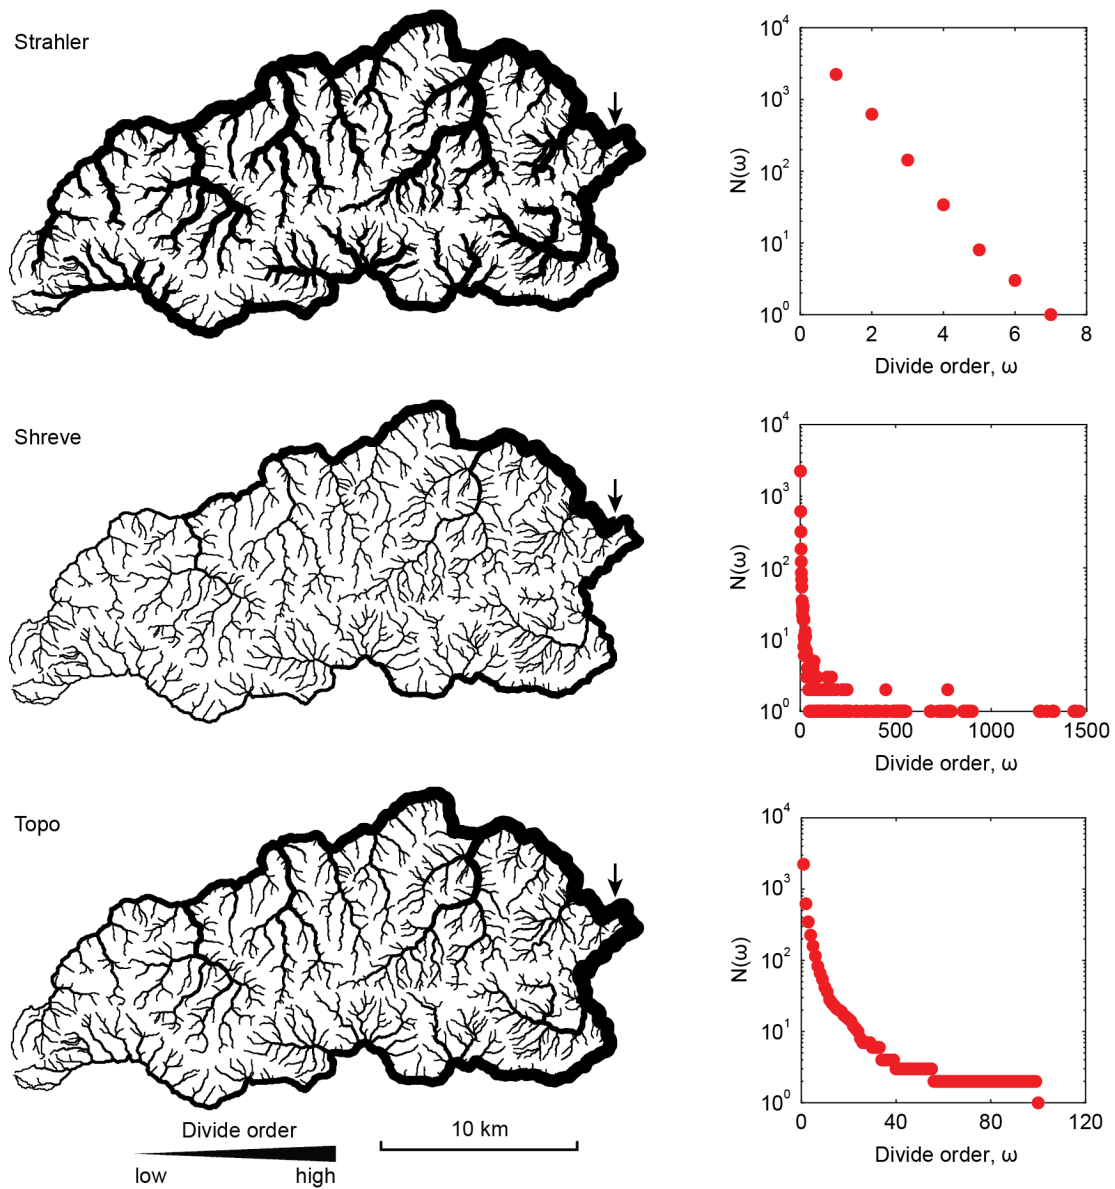 Strahler
10⁴
10³
10²
10¹
10⁰
N(ω)
0 2 4 6 8
Divide order, ω
Shreve
10⁴
10³
10²
10¹
10⁰
N(ω)
0 500 1000 1500
Divide order, ω
Topo
10⁴
10³
10²
10¹
10⁰
N(ω)
0 40 80 120
Divide order, ω
Divide order
low high
10 km